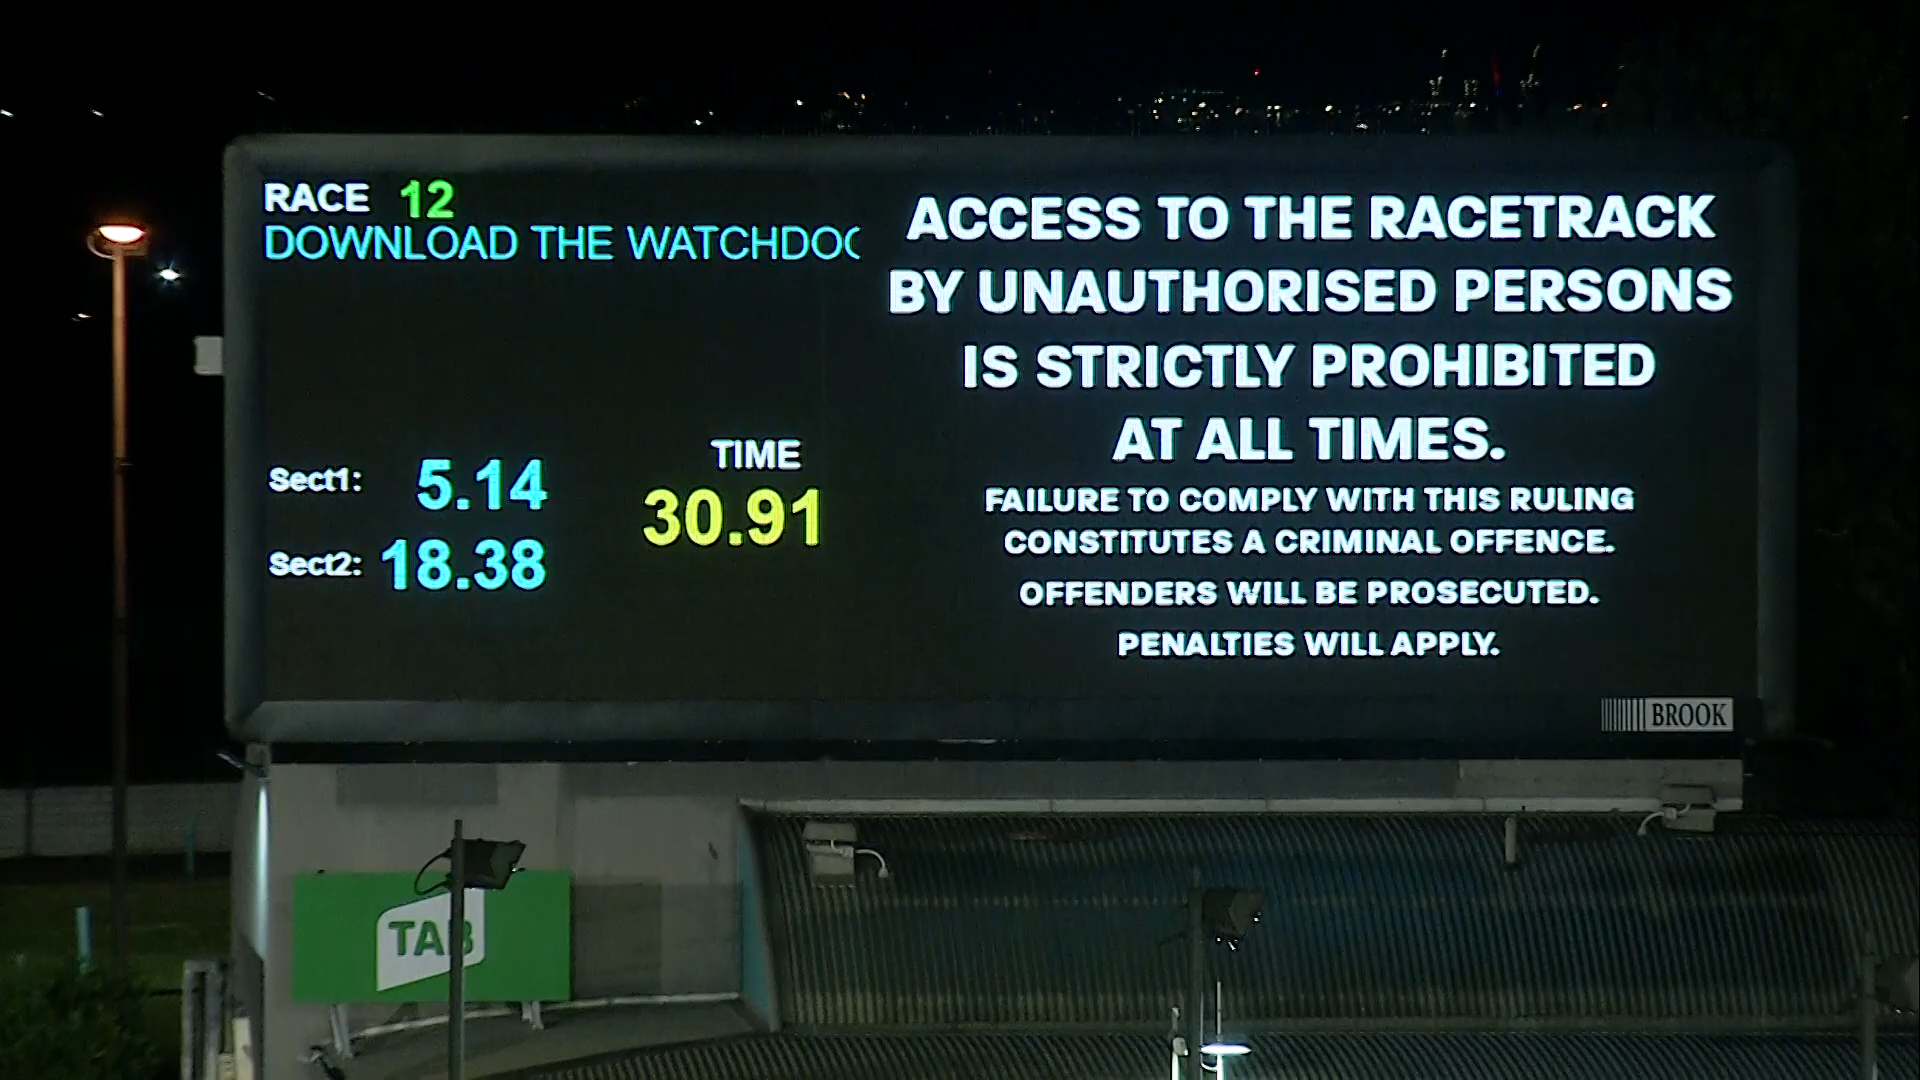 RACE 12
DOWNLOAD THE WATCHDO
Sect1: 5.14
Sect2: 18.38
TIME
30.91
ACCESS TO THE RACETRACK
BY UNAUTHORISED PERSONS
IS STRICTLY PROHIBITED
AT ALL TIMES.
FAILURE TO COMPLY WITH THIS RULING
CONSTITUTES A CRIMINAL OFFENCE.
OFFENDERS WILL BE PROSECUTED.
PENALTIES WILL APPLY.
BROOK
TAB